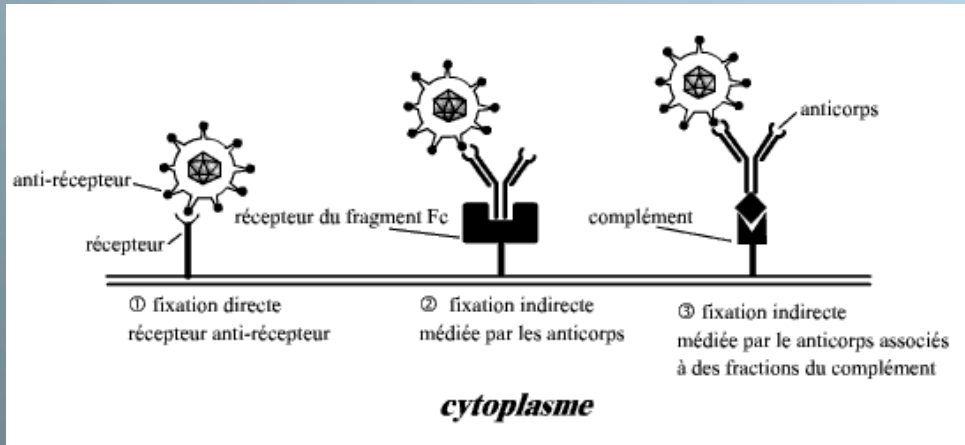 anticorps
anti-récepteur
récepteur du fragment Fc
complément
récepteur
① fixation directe
récepteur anti-récepteur
② fixation indirecte
médiée par les anticorps
③ fixation indirecte
médiée par le anticorps associés
à des fractions du complément
cytoplasme